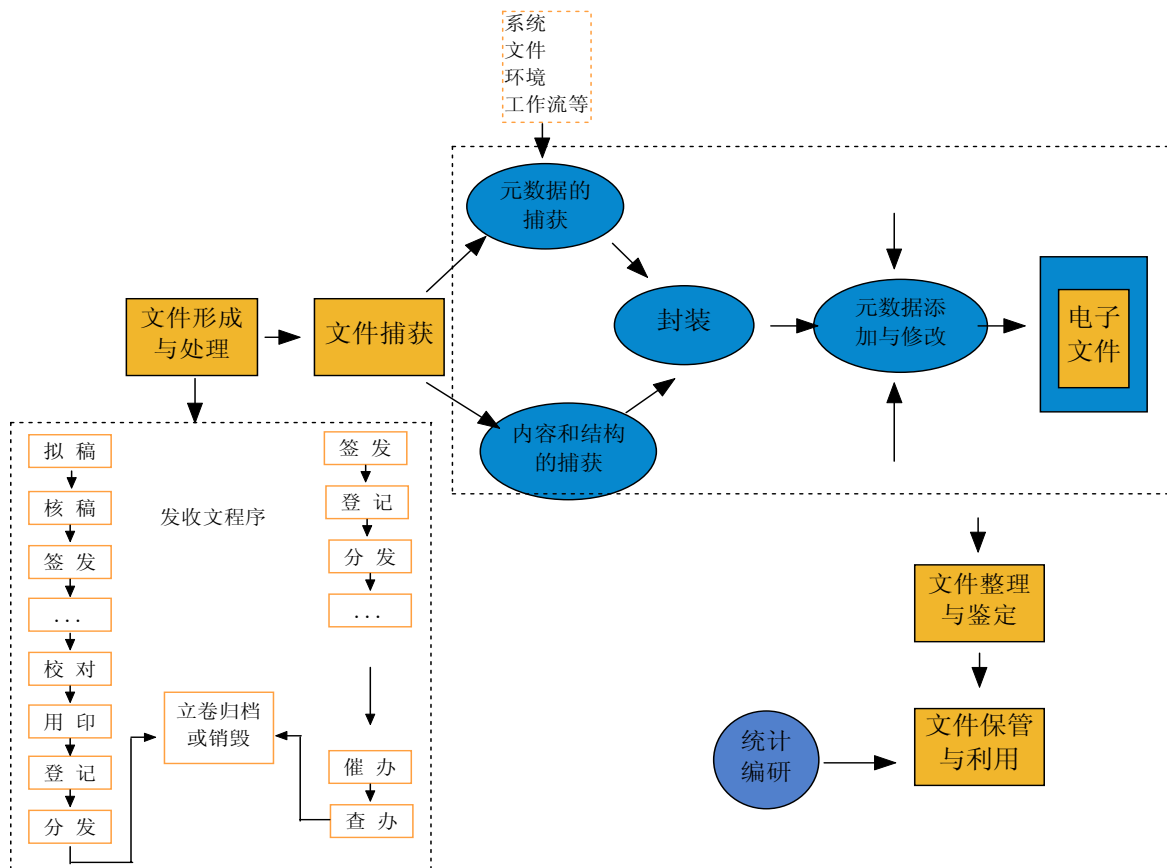 系统
文件
环境
工作流等
元数据的
捕获
文件形成
与处理
文件捕获
封装
元数据添
加与修改
电子
文件
内容和结构
的捕获
拟 稿
核 稿
签 发
...
校 对
用 印
登 记
分 发
发收文程序
立卷归档
或销毁
签 发
登 记
分 发
...
催 办
查 办
文件整理
与鉴定
统计
编研
文件保管
与利用